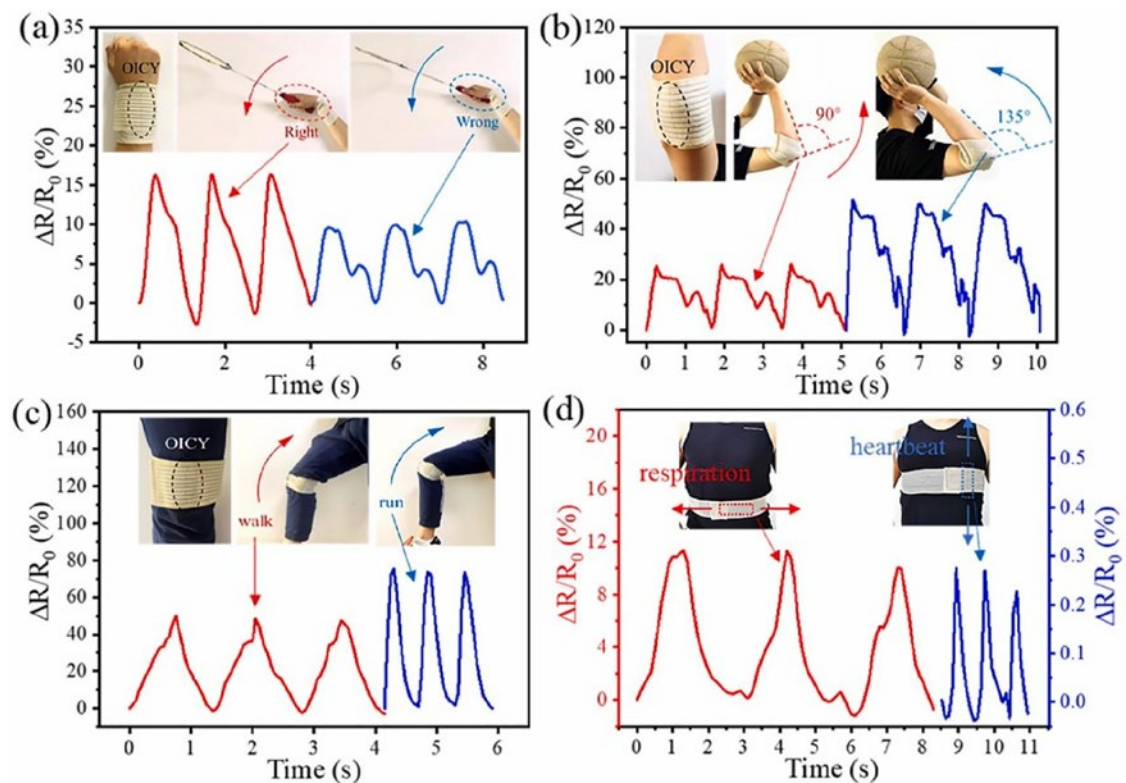 (a)
OICY
Right
Wrong
ΔR/R₀ (%)
35
30
25
20
15
10
5
0
-5
0 2 4 6 8
Time (s)
(b)
OICY
90°
135°
ΔR/R₀ (%)
120
100
80
60
40
20
0
0 1 2 3 4 5 6 7 8 9 10
Time (s)
(c)
OICY
walk
run
ΔR/R₀ (%)
160
140
120
100
80
60
40
20
0
0 1 2 3 4 5 6
Time (s)
(d)
respiration
heartbeat
ΔR/R₀ (%)
20
16
12
8
4
0
0 1 2 3 4 5 6 7 8 9 10 11
Time (s)
0.6
0.5
0.4
0.3
0.2
0.1
0.0
ΔR/R₀ (%)